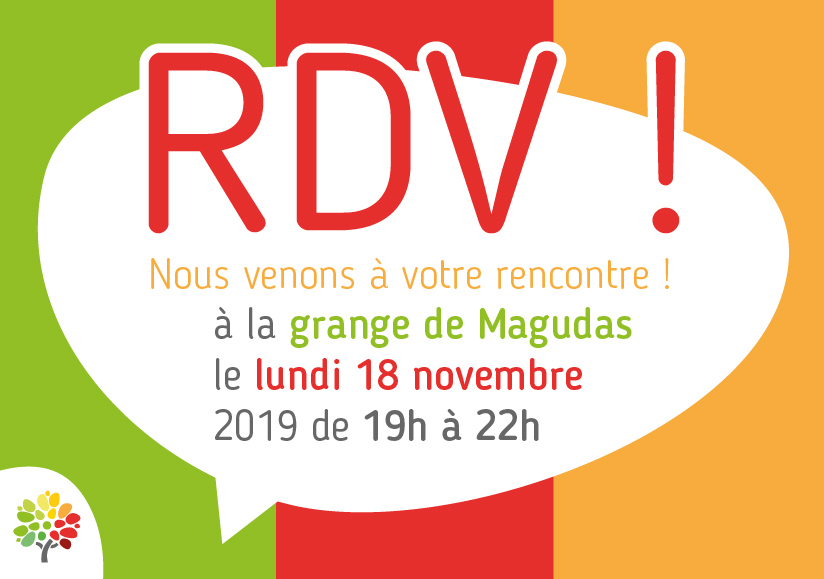 RDV !
Nous venons à votre rencontre !
à la grange de Magudas
le lundi 18 novembre
2019 de 19h à 22h